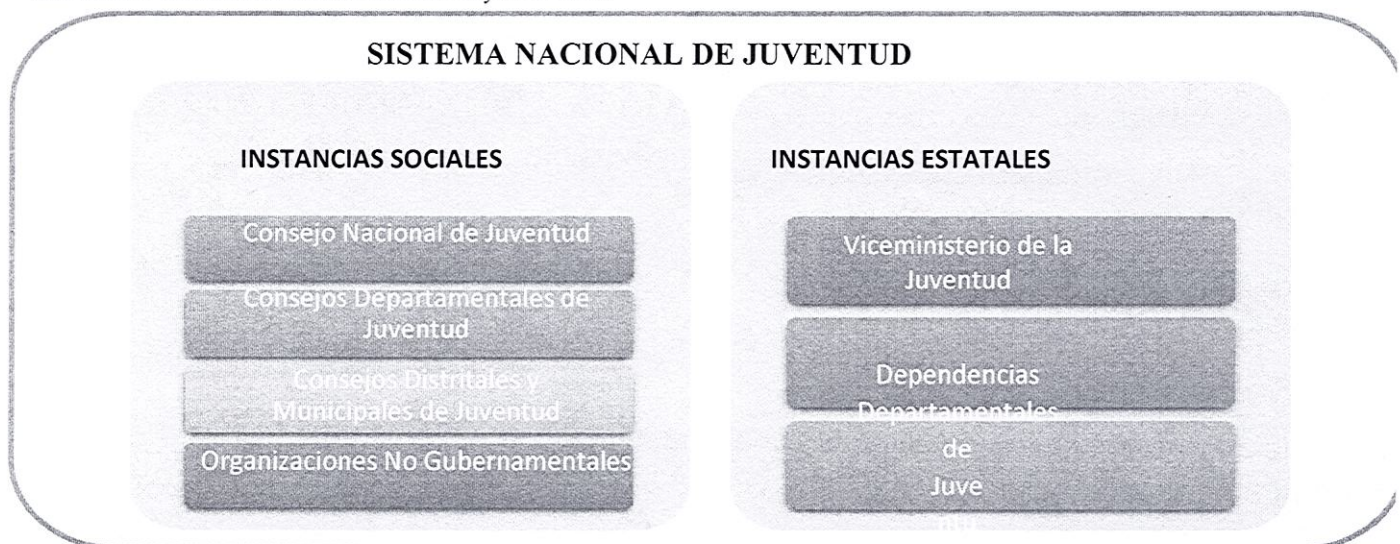 SISTEMA NACIONAL DE JUVENTUD
INSTANCIAS SOCIALES
Consejo Nacional de Juventud
Consejos Departamentales de
Juventud
Consejos Distritales y
Municipales de Juventud
Organizaciones No Gubernamentales
INSTANCIAS ESTATALES
Viceministerio de la
Juventud
Dependencias
Departamentales
de
Juve